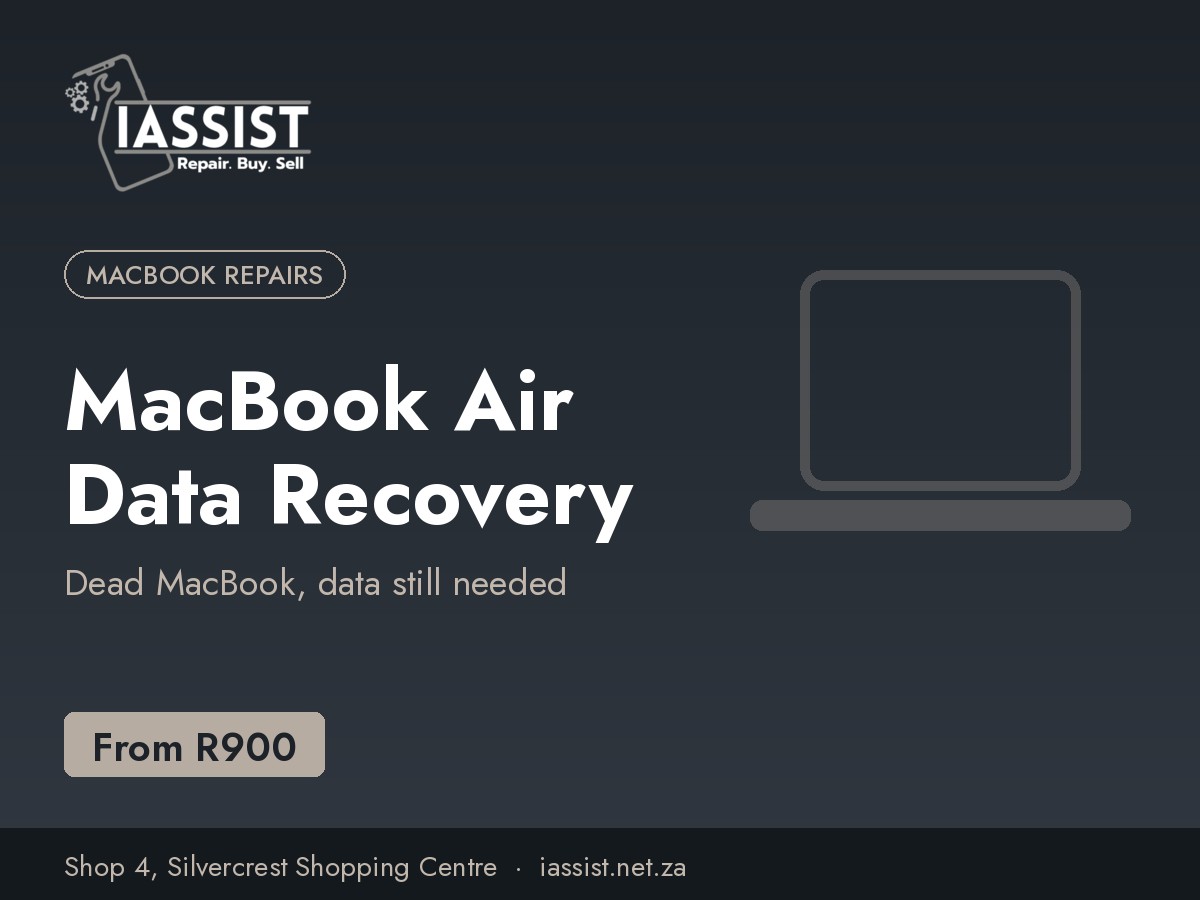 IASSIST
Repair. Buy. Sell
MACBOOK REPAIRS
MacBook Air
Data Recovery
Dead MacBook, data still needed
From R900
Shop 4, Silvercrest Shopping Centre · iassist.net.za